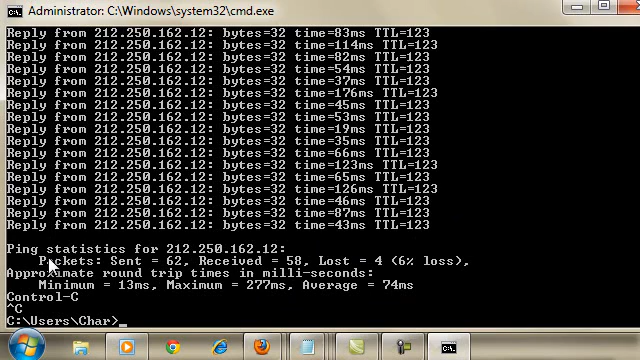 Administrator: C:\Windows\system32\cmd.exe
Reply from 212.250.162.12: bytes=32 time=83ms TTL=123
Reply from 212.250.162.12: bytes=32 time=114ms TTL=123
Reply from 212.250.162.12: bytes=32 time=82ms TTL=123
Reply from 212.250.162.12: bytes=32 time=54ms TTL=123
Reply from 212.250.162.12: bytes=32 time=37ms TTL=123
Reply from 212.250.162.12: bytes=32 time=176ms TTL=123
Reply from 212.250.162.12: bytes=32 time=45ms TTL=123
Reply from 212.250.162.12: bytes=32 time=53ms TTL=123
Reply from 212.250.162.12: bytes=32 time=19ms TTL=123
Reply from 212.250.162.12: bytes=32 time=35ms TTL=123
Reply from 212.250.162.12: bytes=32 time=66ms TTL=123
Reply from 212.250.162.12: bytes=32 time=123ms TTL=123
Reply from 212.250.162.12: bytes=32 time=65ms TTL=123
Reply from 212.250.162.12: bytes=32 time=126ms TTL=123
Reply from 212.250.162.12: bytes=32 time=46ms TTL=123
Reply from 212.250.162.12: bytes=32 time=87ms TTL=123
Reply from 212.250.162.12: bytes=32 time=43ms TTL=123
Ping statistics for 212.250.162.12:
Packets: Sent = 62, Received = 58, Lost = 4 (6% loss),
Approximate round trip times in milli-seconds:
Minimum = 13ms, Maximum = 277ms, Average = 74ms
Control-C
^C
C:\Users\Char>_